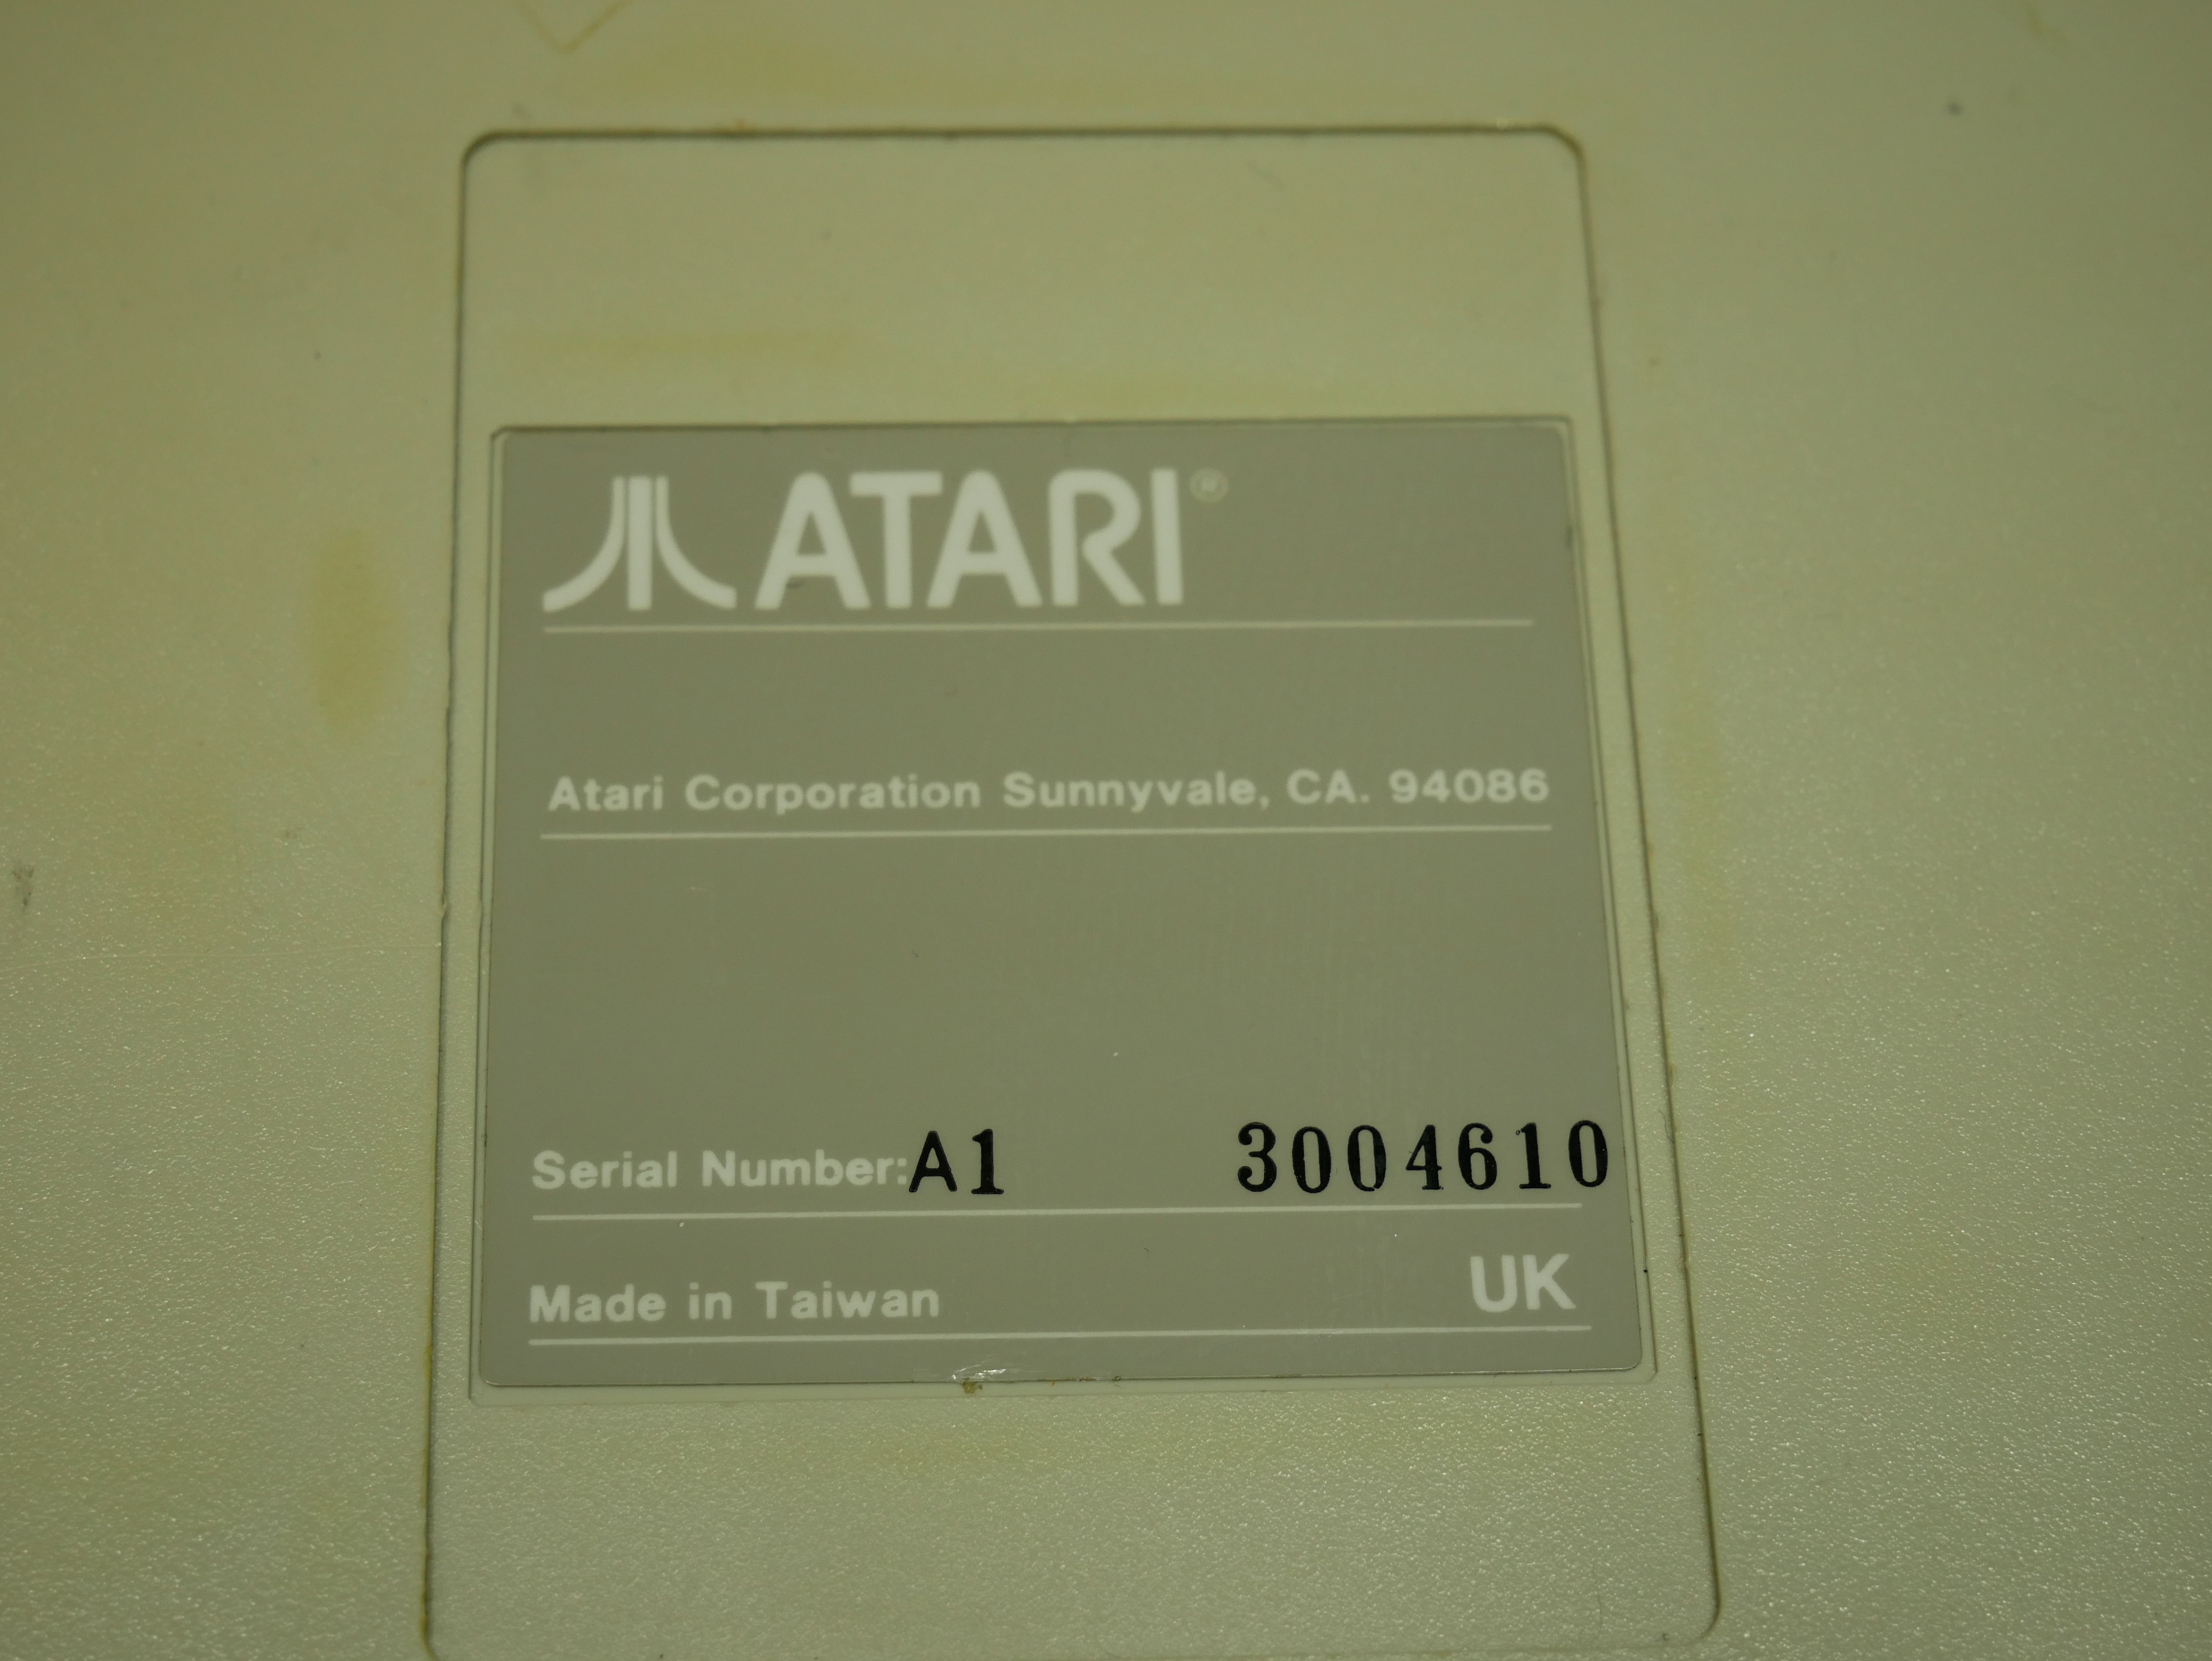 ATARI®
Atari Corporation Sunnyvale, CA. 94086
Serial Number: A1 3004610
Made in Taiwan UK